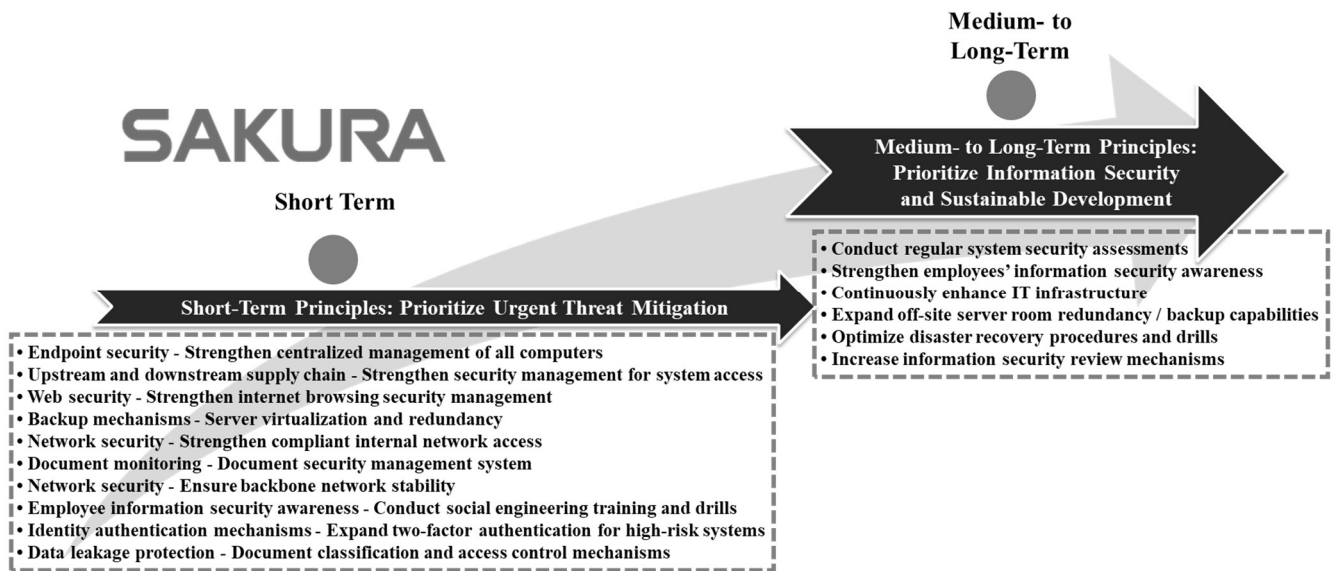 SAKURA
Short Term
Short-Term Principles: Prioritize Urgent Threat Mitigation
• Endpoint security - Strengthen centralized management of all computers
• Upstream and downstream supply chain - Strengthen security management for system access
• Web security - Strengthen internet browsing security management
• Backup mechanisms - Server virtualization and redundancy
• Network security - Strengthen compliant internal network access
• Document monitoring - Document security management system
• Network security - Ensure backbone network stability
• Employee information security awareness - Conduct social engineering training and drills
• Identity authentication mechanisms - Expand two-factor authentication for high-risk systems
• Data leakage protection - Document classification and access control mechanisms
Medium- to
Long-Term
Medium- to Long-Term Principles:
Prioritize Information Security
and Sustainable Development
• Conduct regular system security assessments
• Strengthen employees’ information security awareness
• Continuously enhance IT infrastructure
• Expand off-site server room redundancy / backup capabilities
• Optimize disaster recovery procedures and drills
• Increase information security review mechanisms